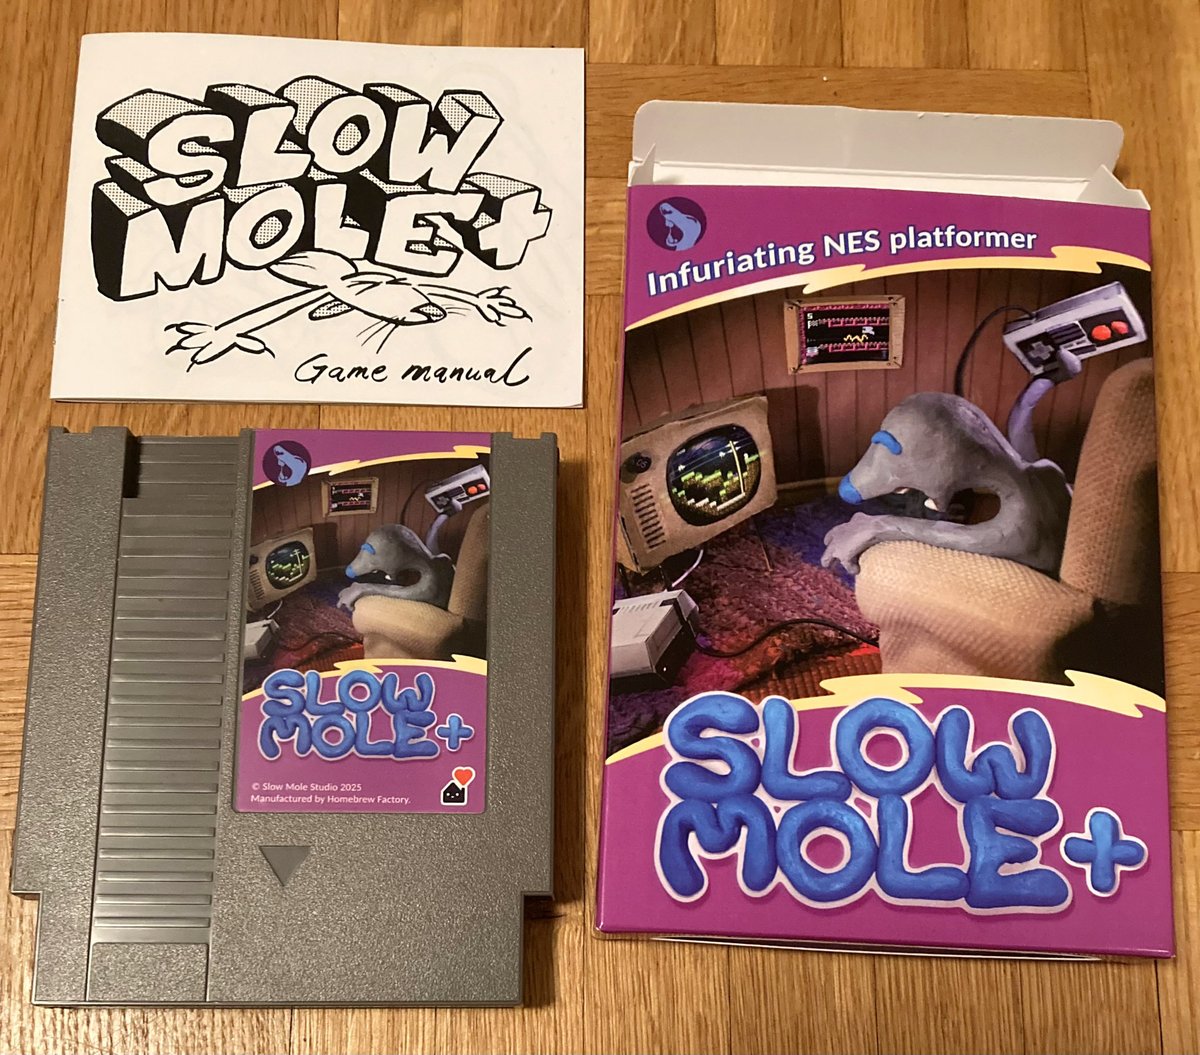 SLOW
MOLE+
Game manual
Infuriating NES platformer
SLOW
MOLE+
SLOW
MOLE+
© Slow Mole Studio 2025
Manufactured by Homebrew Factory.